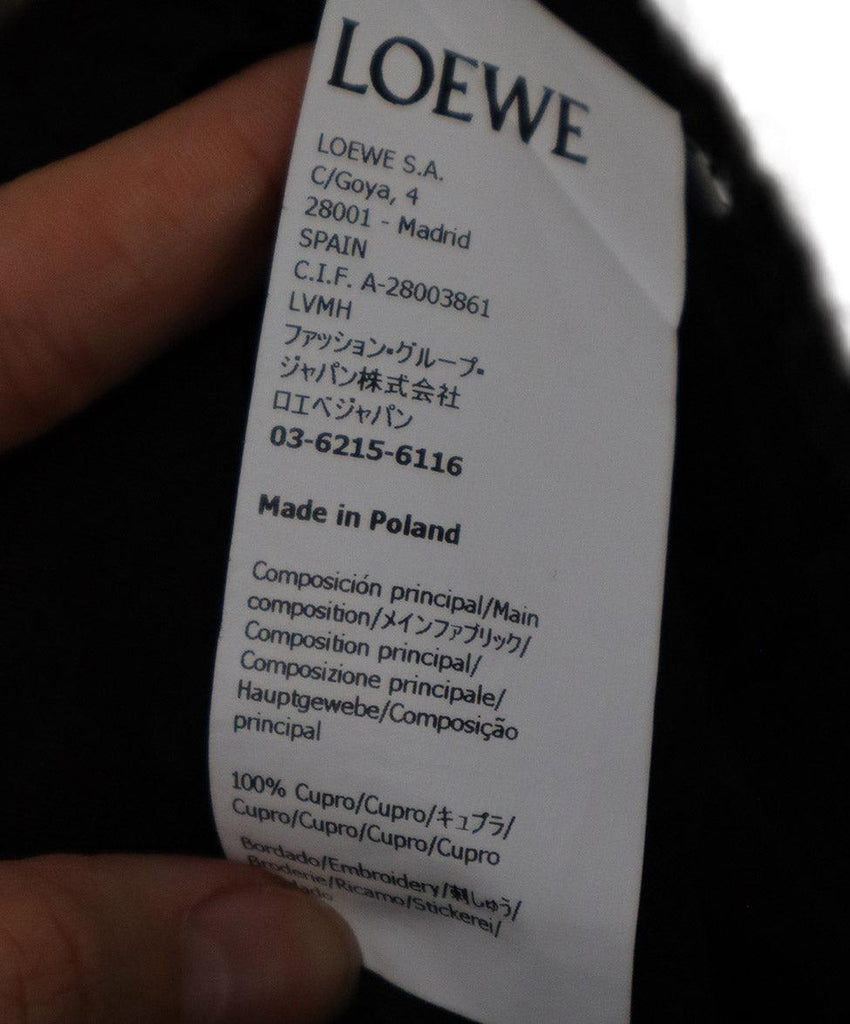 LOEWE
LOEWE S.A.
C/Goya, 4
28001 - Madrid
SPAIN
C.I.F. A-28003861
LVMH
ファッション・グループ・
ジャパン株式会社
ロエベジャパン
03-6215-6116
Made in Poland
Composición principal/Main
composition/メインファブリック/
Composition principal/
Composizione principale/
Hauptgewebe/Composição
principal
100% Cupro/Cupro/キュプラ/
Cupro/Cupro/Cupro/Cupro
Bordado/Embroidery/刺しゅう/
Broderie/Ricamo/Stickerei/